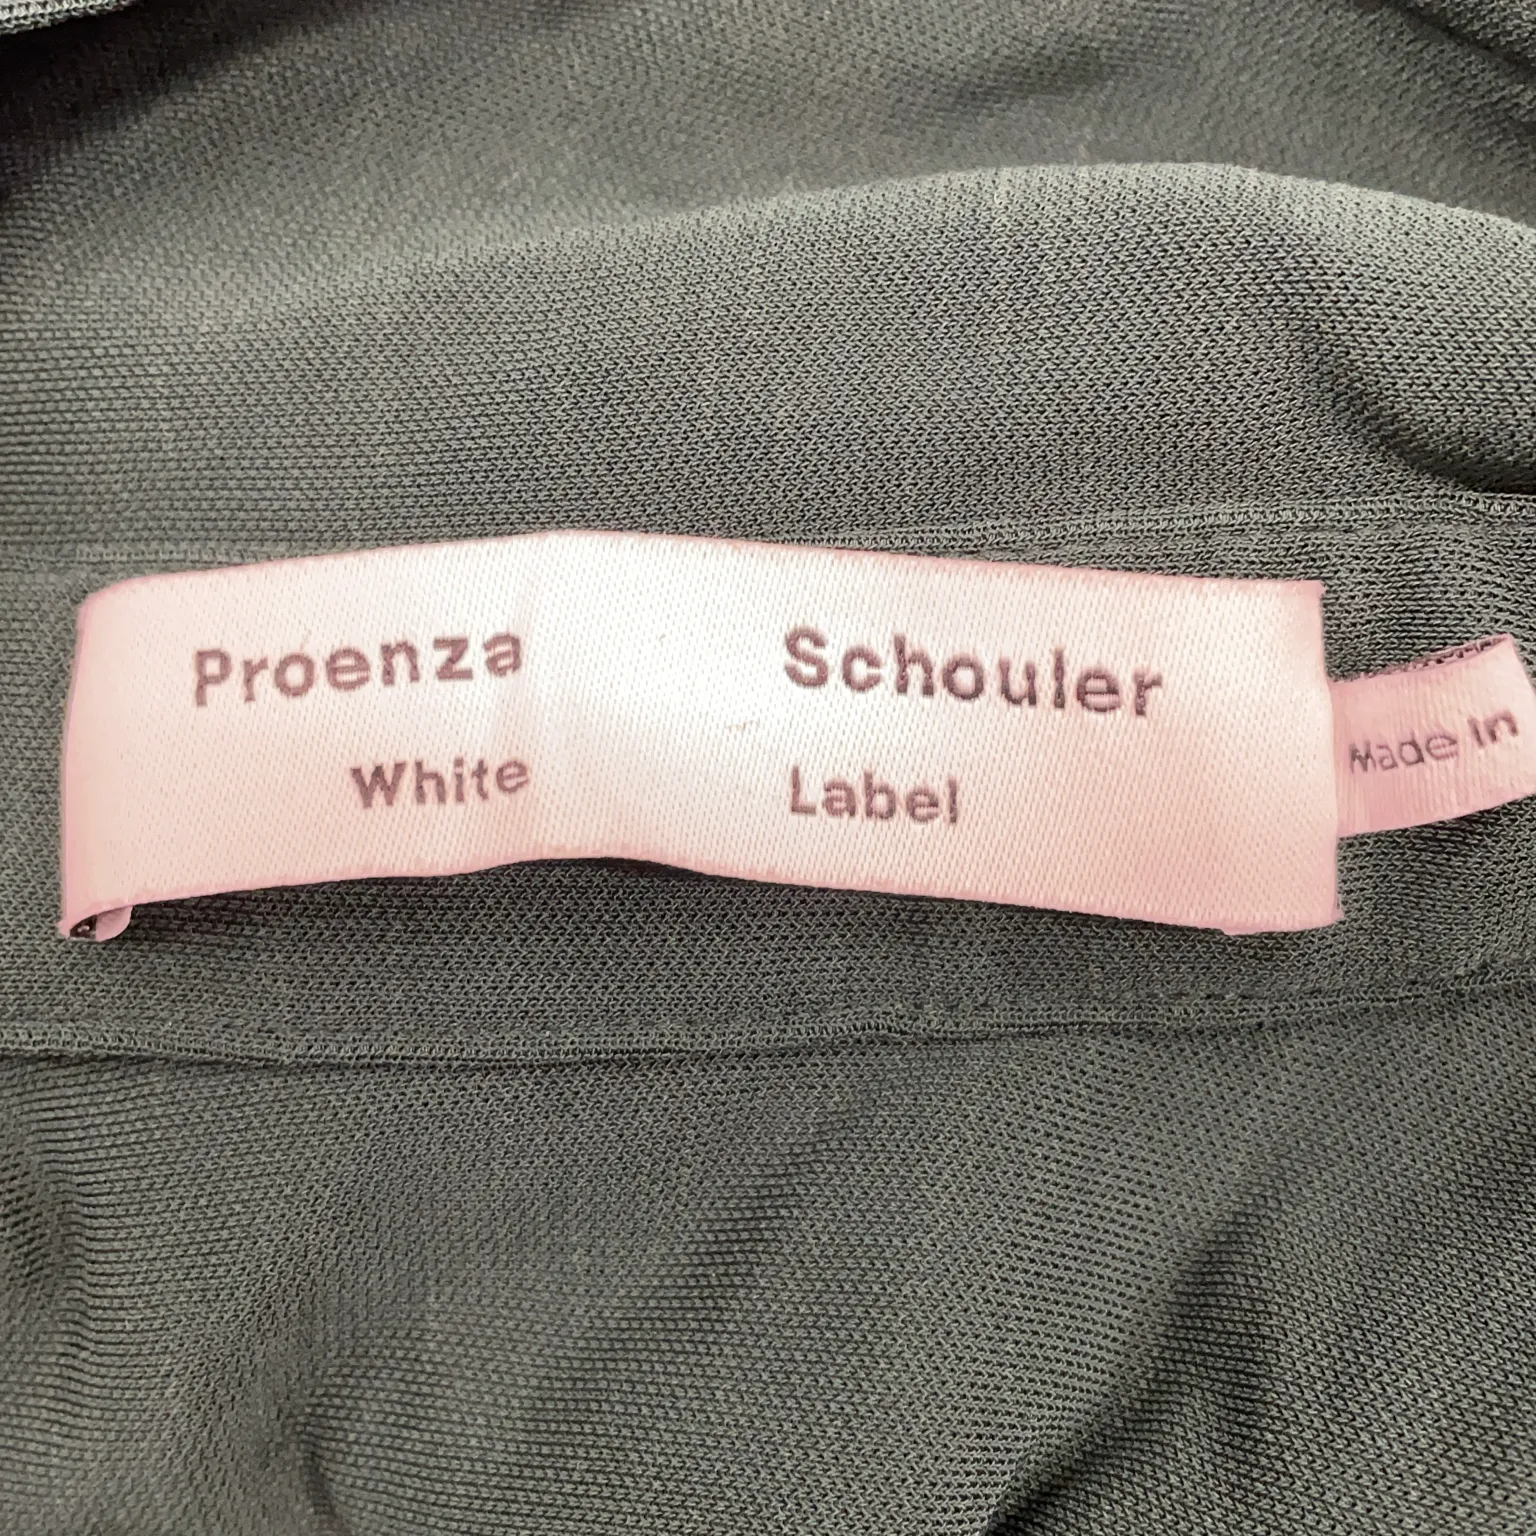 Proenza Schouler
White Label
Made In